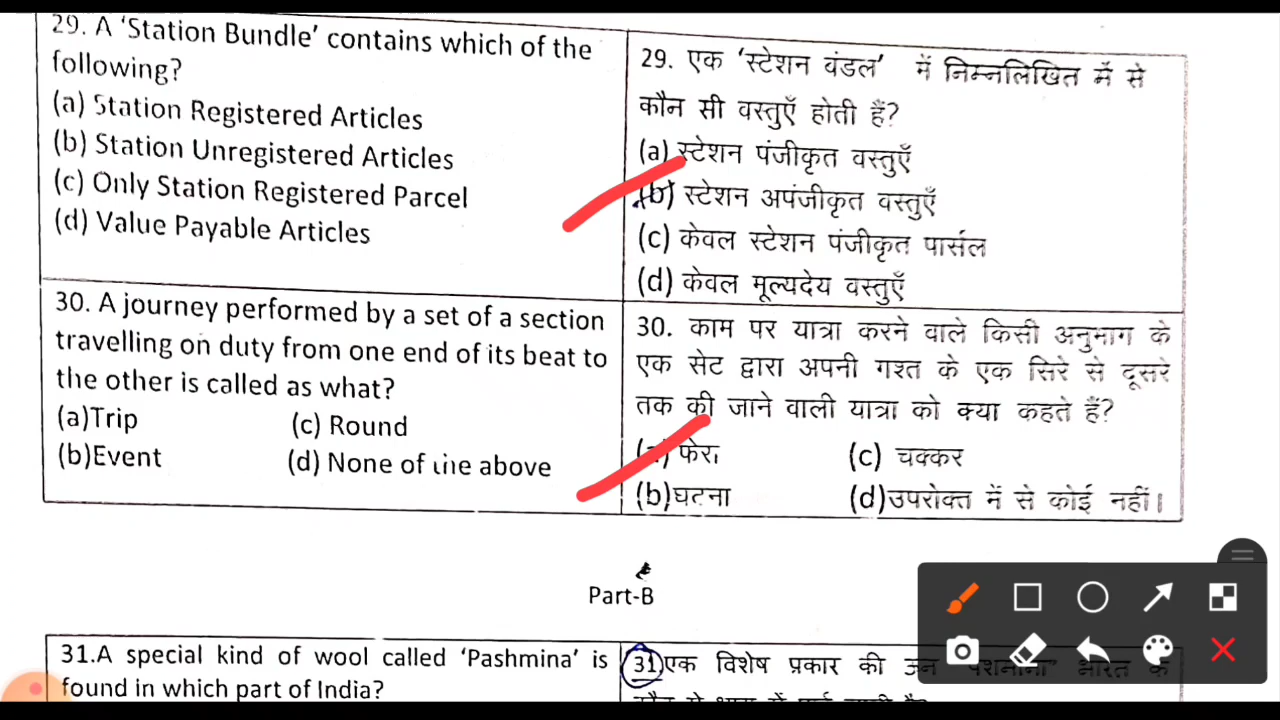 29. A ‘Station Bundle’ contains which of the
following?
(a) Station Registered Articles
(b) Station Unregistered Articles
(c) Only Station Registered Parcel
(d) Value Payable Articles
29. एक ‘स्टेशन वंडल’ में निम्नलिखित में से
कौन सी वस्तुएँ होती हैं?
(a) स्टेशन पंजीकृत वस्तुएँ
(b) स्टेशन अपंजीकृत वस्तुएँ
(c) केवल स्टेशन पंजीकृत पार्सल
(d) केवल मूल्यदेय वस्तुएँ
30. A journey performed by a set of a section
travelling on duty from one end of its beat to
the other is called as what?
(a)Trip (c) Round
(b)Event (d) None of the above
30. काम पर यात्रा करने वाले किसी अनुभाग के
एक सेट द्वारा अपनी गश्त के एक सिरे से दूसरे
तक की जाने वाली यात्रा को क्या कहते हैं?
(a) फेरा (c) चक्कर
(b)घटना (d)उपरोक्त में से कोई नहीं।
Part-B
31.A special kind of wool called ‘Pashmina’ is
found in which part of India?
31 एक विशेष प्रकार की